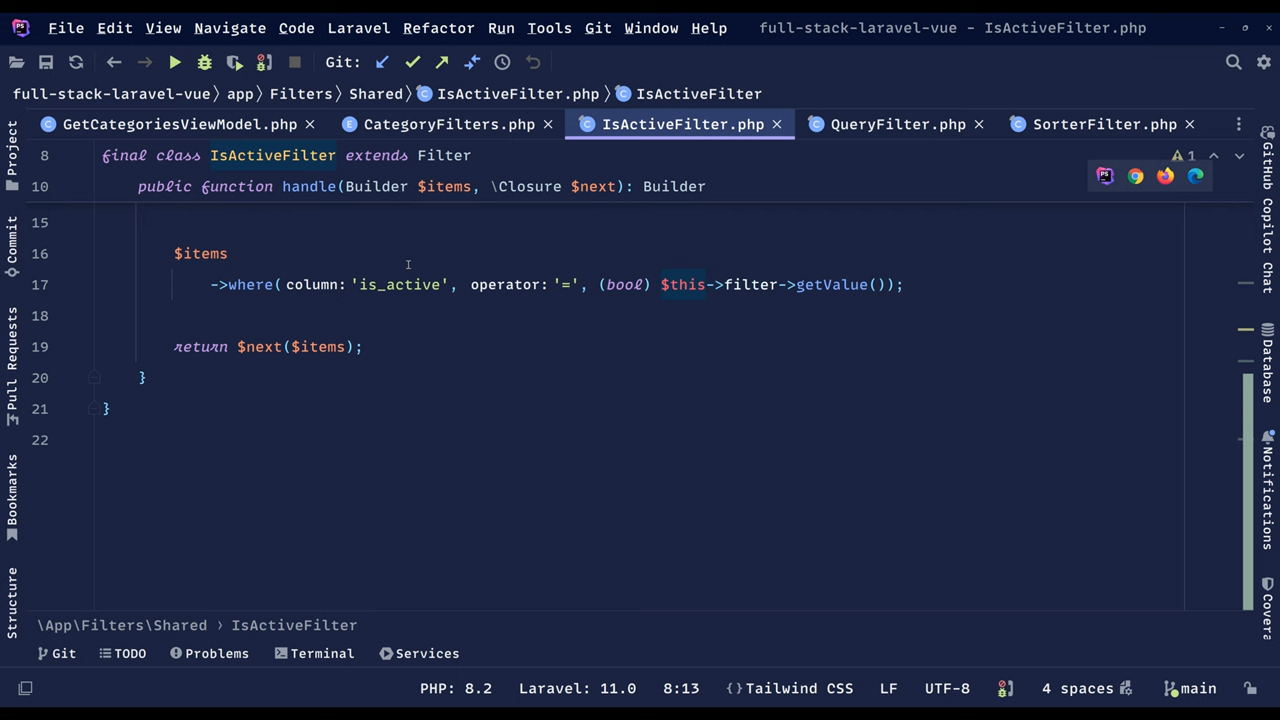 File Edit View Navigate Code Laravel Refactor Run Tools Git Window Help full-stack-laravel-vue - IsActiveFilter.php
Git:
full-stack-laravel-vue app Filters Shared IsActiveFilter.php IsActiveFilter
GetCategoriesViewModel.php CategoryFilters.php IsActiveFilter.php QueryFilter.php SorterFilter.php
8 final class IsActiveFilter extends Filter 1
10 public function handle(Builder $items, \Closure $next): Builder
15
16 $items
17 ->where( column: 'is_active', operator: '=', (bool) $this->filter->getValue());
18
19 return $next($items);
20 }
21 }
22
\App\Filters\Shared IsActiveFilter
Git TODO Problems Terminal Services
PHP: 8.2 Laravel: 11.0 8:13 Tailwind CSS LF UTF-8 4 spaces main
Project
Commit
Pull Requests
Bookmarks
Structure
GitHub Copilot Chat
Database
Notifications